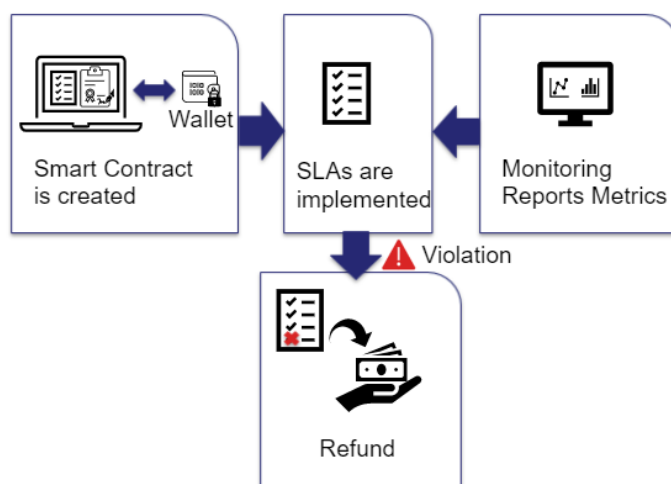 Wallet
Smart Contract
is created
SLAs are
implemented
Monitoring
Reports Metrics
Violation
Refund